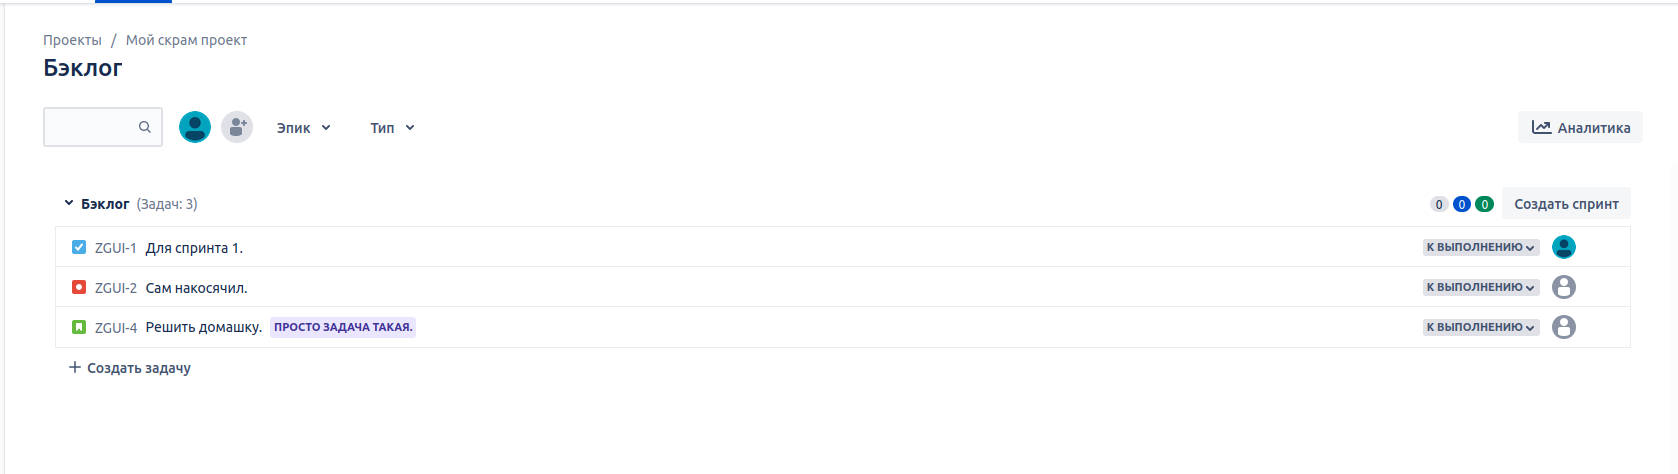 Проекты / Мой скрам проект
Бэклог
Эпик Тип Аналитика
Бэклог (Задач: 3) 0 0 0 Создать спринт
ZGUI-1 Для спринта 1. К ВЫПОЛНЕНИЮ
ZGUI-2 Сам накосячил. К ВЫПОЛНЕНИЮ
ZGUI-4 Решить домашку. ПРОСТО ЗАДАЧА ТАКАЯ. К ВЫПОЛНЕНИЮ
+ Создать задачу